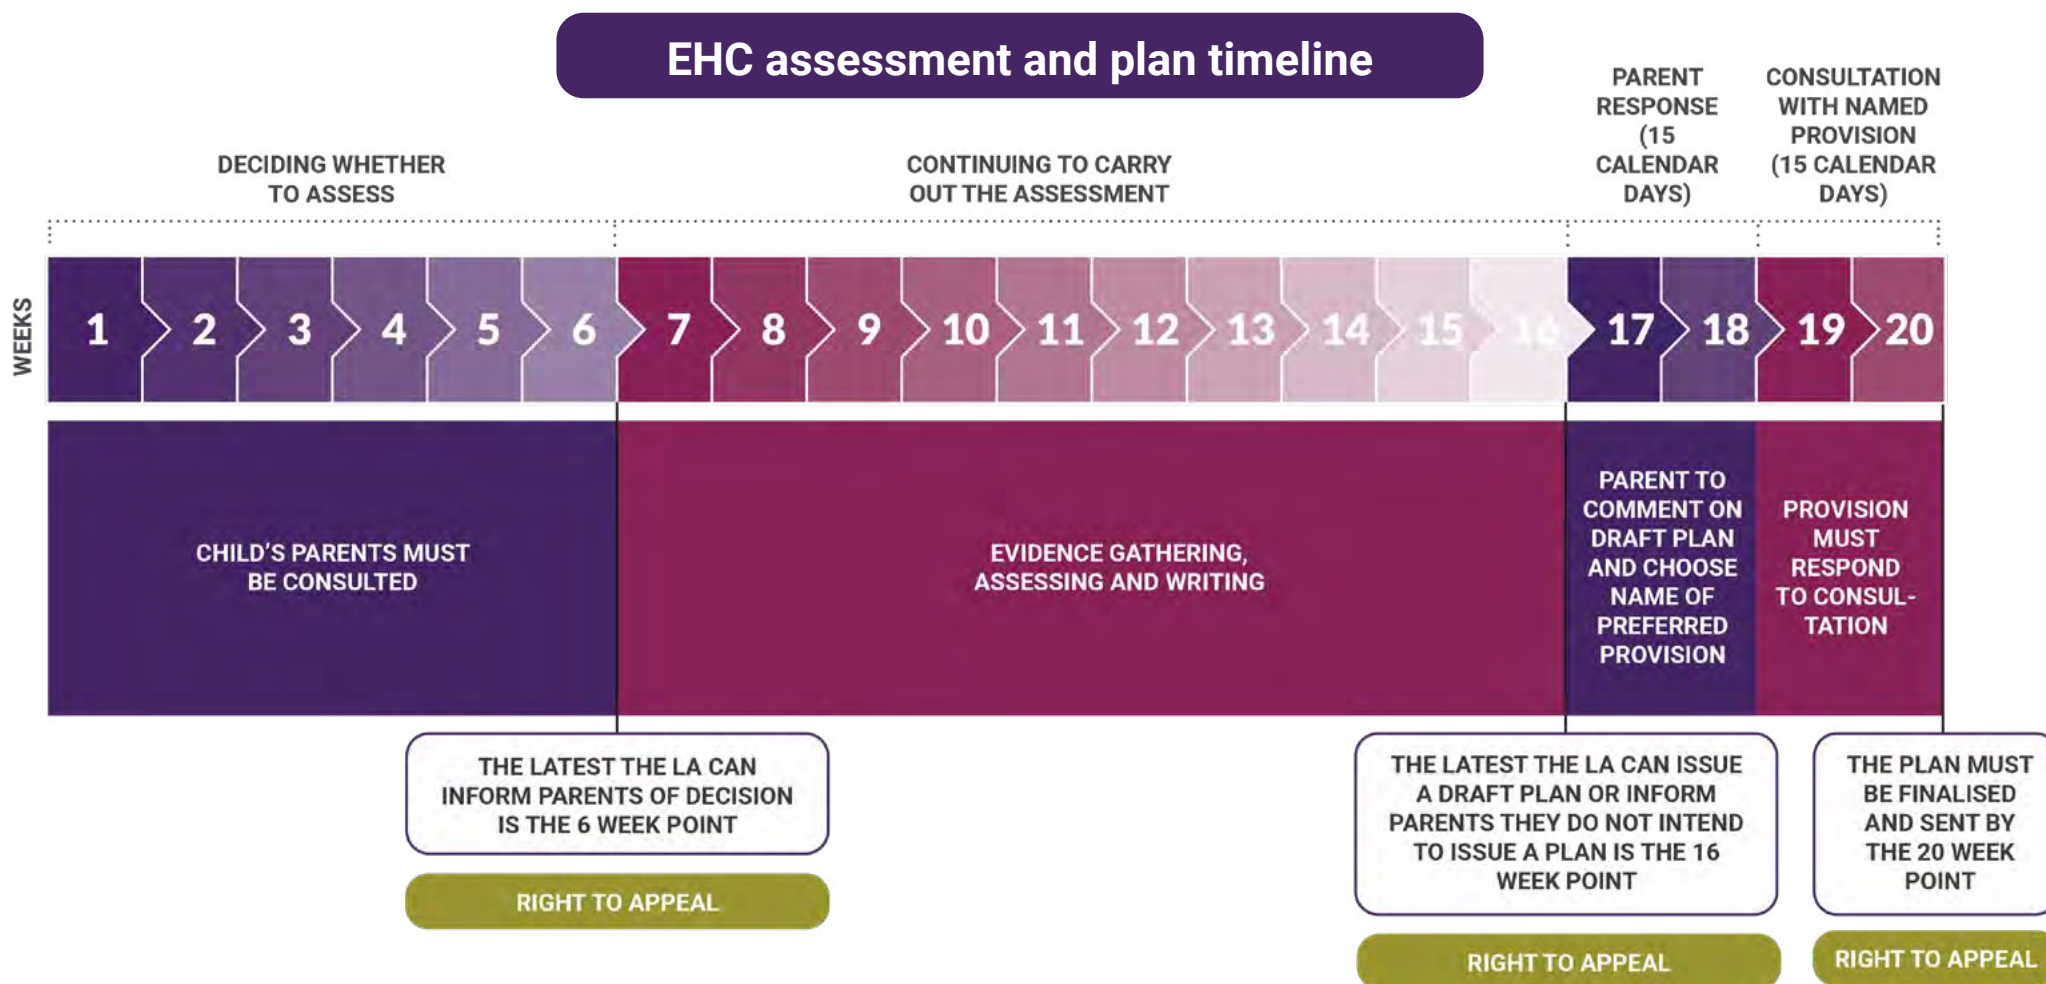 EHC assessment and plan timeline
DECIDING WHETHER
TO ASSESS
CONTINUING TO CARRY
OUT THE ASSESSMENT
PARENT
RESPONSE
(15
CALENDAR
DAYS)
CONSULTATION
WITH NAMED
PROVISION
(15 CALENDAR
DAYS)
WEEKS
1 2 3 4 5 6 7 8 9 10 11 12 13 14 15 16 17 18 19 20
CHILD'S PARENTS MUST
BE CONSULTED
EVIDENCE GATHERING,
ASSESSING AND WRITING
PARENT TO
COMMENT ON
DRAFT PLAN
AND CHOOSE
NAME OF
PREFERRED
PROVISION
PROVISION
MUST
RESPOND
TO CONSUL-
TATION
THE LATEST THE LA CAN
INFORM PARENTS OF DECISION
IS THE 6 WEEK POINT
RIGHT TO APPEAL
THE LATEST THE LA CAN ISSUE
A DRAFT PLAN OR INFORM
PARENTS THEY DO NOT INTEND
TO ISSUE A PLAN IS THE 16
WEEK POINT
RIGHT TO APPEAL
THE PLAN MUST
BE FINALISED
AND SENT BY
THE 20 WEEK
POINT
RIGHT TO APPEAL